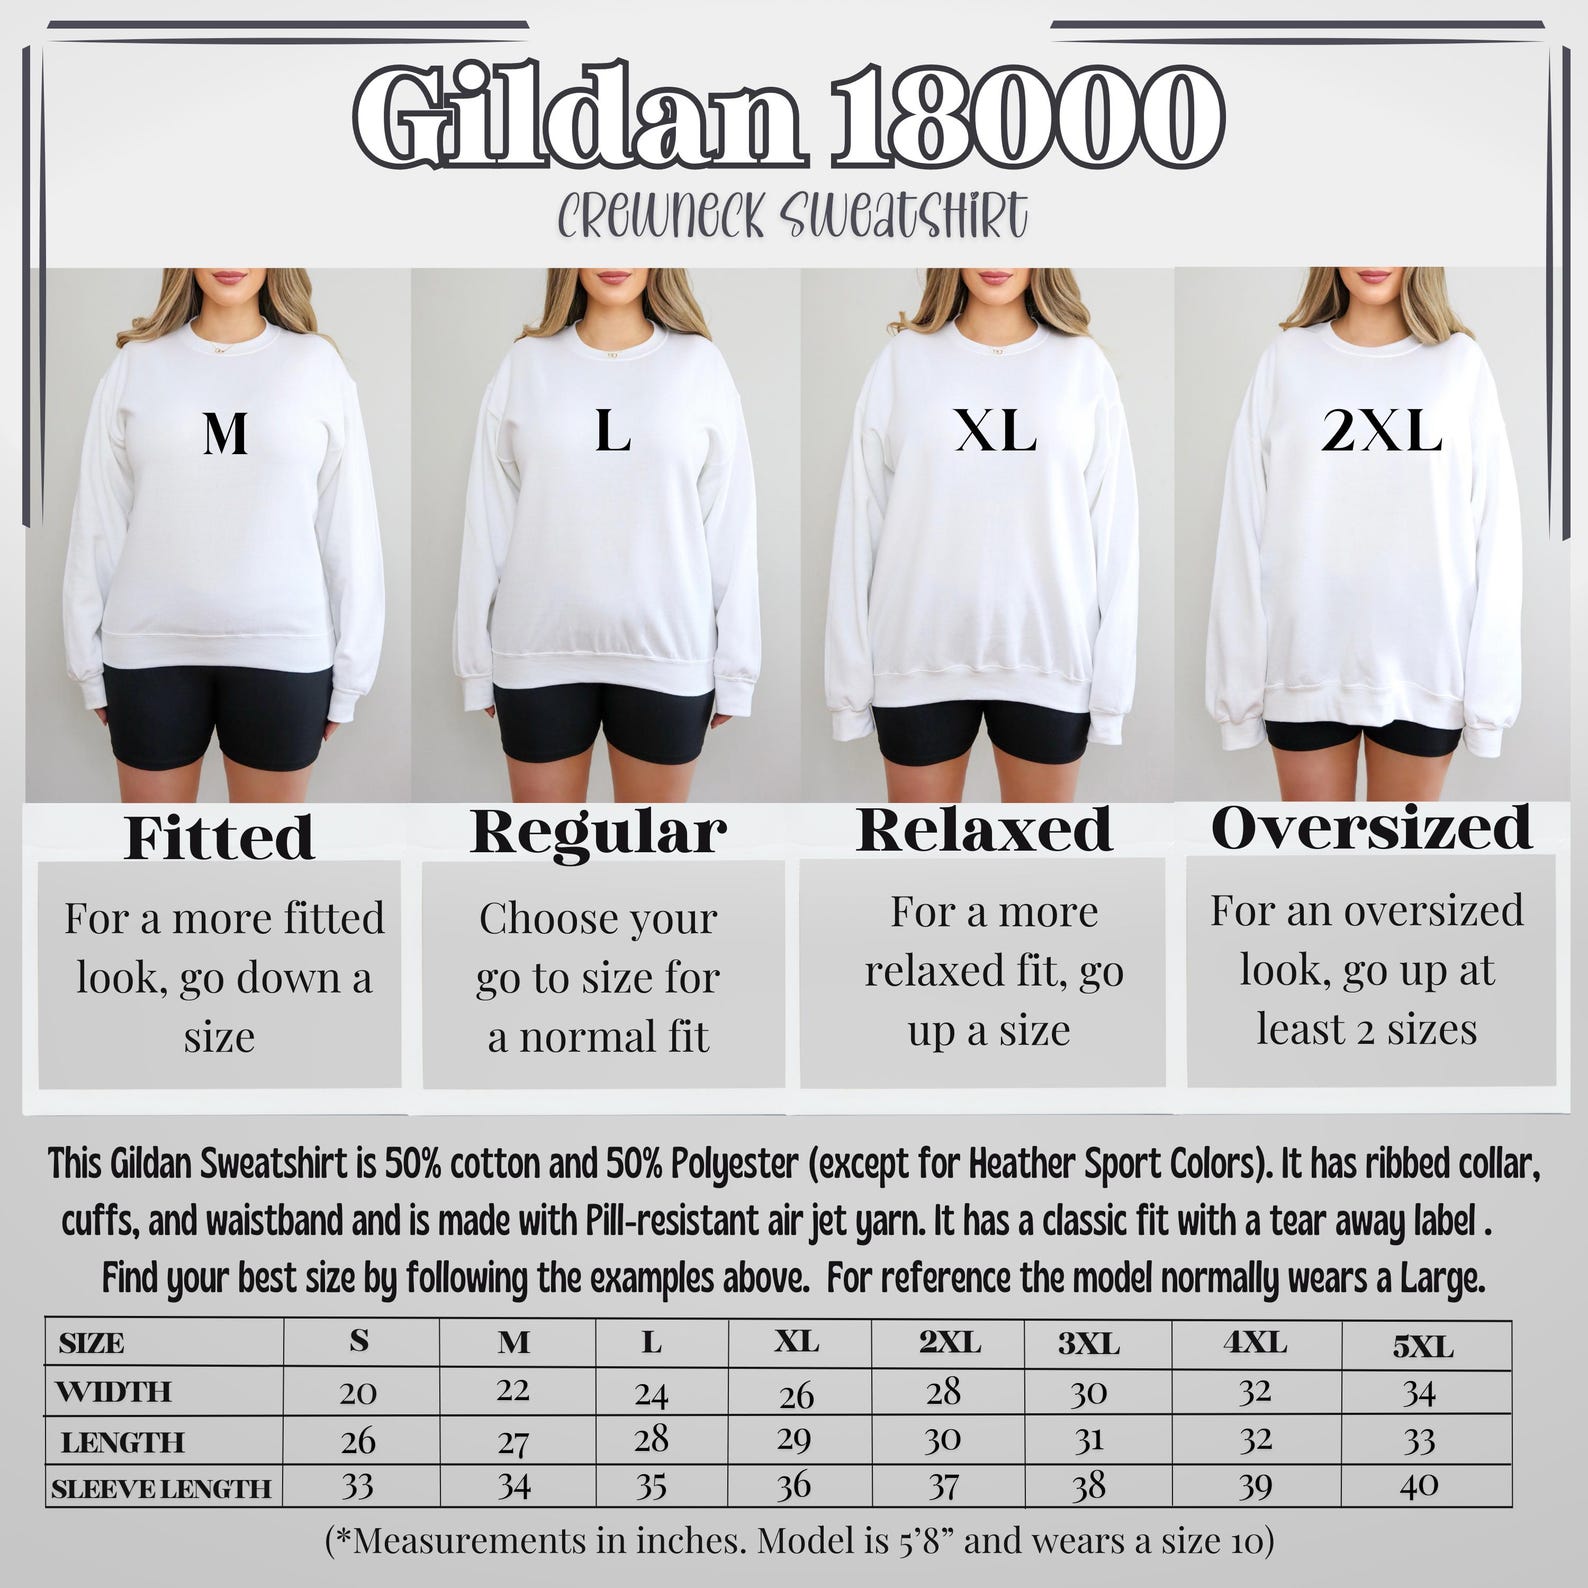 Gildan 18000
CREWNECK SWEATSHIRT
M L XL 2XL
Fitted Regular Relaxed Oversized
For a more fitted
look, go down a
size
Choose your
go to size for
a normal fit
For a more
relaxed fit, go
up a size
For an oversized
look, go up at
least 2 sizes
This Gildan Sweatshirt is 50% cotton and 50% Polyester (except for Heather Sport Colors). It has ribbed collar,
cuffs, and waistband and is made with Pill-resistant air jet yarn. It has a classic fit with a tear away label .
Find your best size by following the examples above. For reference the model normally wears a Large.
SIZE S M L XL 2XL 3XL 4XL 5XL
WIDTH 20 22 24 26 28 30 32 34
LENGTH 26 27 28 29 30 31 32 33
SLEEVE LENGTH 33 34 35 36 37 38 39 40
(*Measurements in inches. Model is 5’8” and wears a size 10)